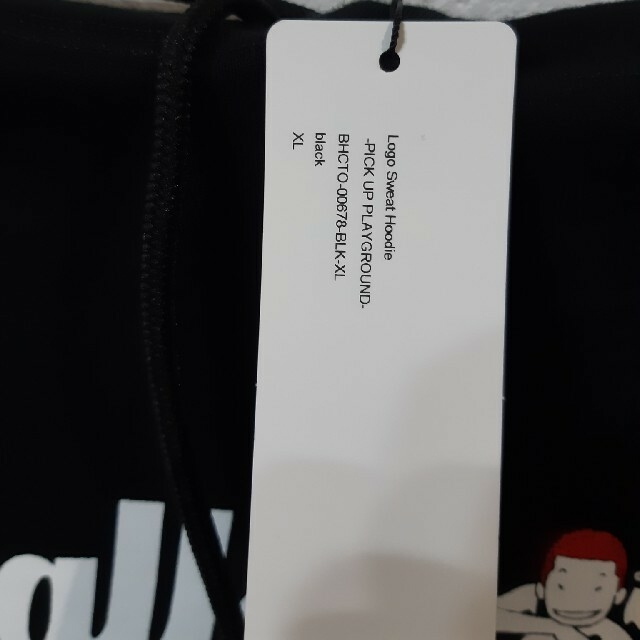 Logo Sweat Hoodie
-PICK UP PLAYGROUND-
BHCTO-00678-BLK-XL
black
XL